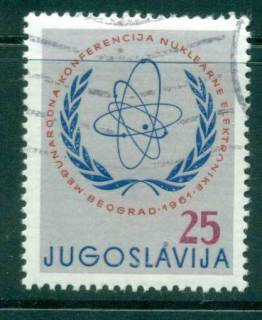 MEĐUNARODNA KONFERENCIJA NUKLEARNE ELEKTRONIKE
·BEOGRAD·1961·
25
JUGOSLAVIJA